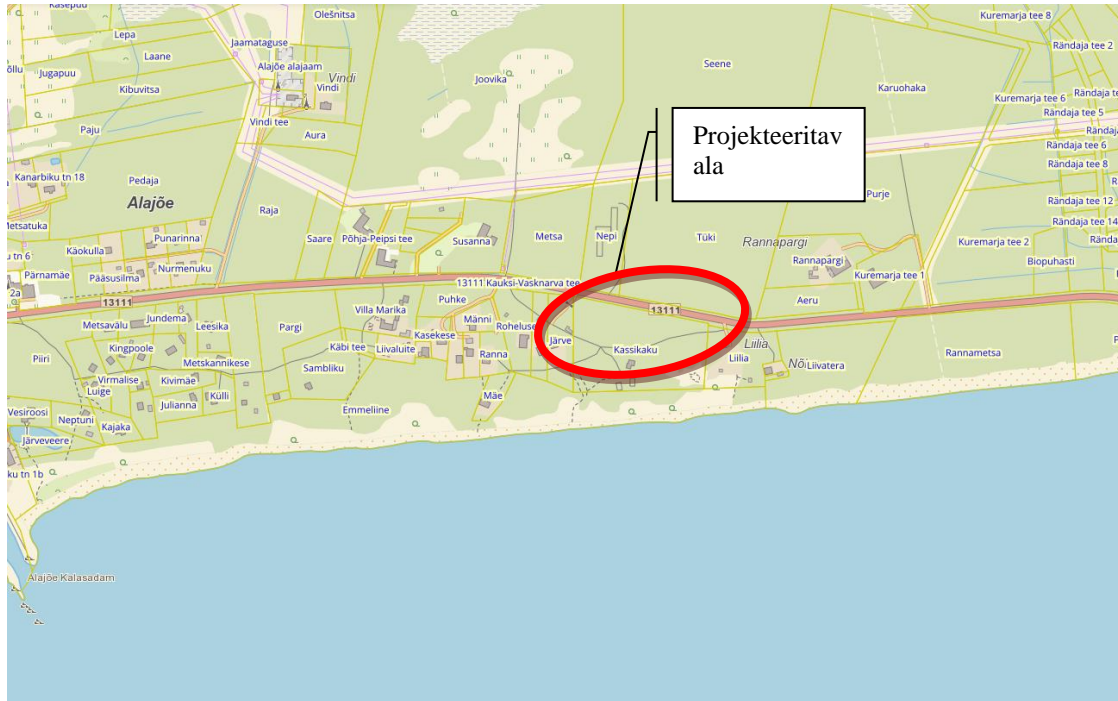 Kasepuu
Olešnitsa
Lepa
Jaamataguse
Kuremarja tee 8
Rändaja tee 2
Laane
Jugapuu
Alajõe alajaam
Vindi
Vindi
Joovika
Seene
Karuohaka
Kibuvitsa
Kuremarja tee 6
Rändaja tee 5
Vindi tee
Paju
Aura
Projekteeritav
ala
Rändaja tee 6
Kanarbiku tn 18
Rändaja tee 8
Pedaja
Purje
Alajõe
Rändaja tee 12
Metsatuka
Raja
Rändaja tee 14
Punarinna
Saare
Põhja-Peipsi tee
Susanna
Metsa
Nepi
Tüki
Rannapargi
Kuremarja tee 2
Käokulla
Biopuhasti
Rannapargi
Pärnamäe
Pääsusilma
Nurmenuku
Kuremarja tee 1
13111 Kauksi-Vasknarva tee
2a
13111
Puhke
13111
Aeru
Villa Marika
Jundema
Metsavälu
Leesika
Pargi
Männi
Roheluse
Järve
Liilia
Käbi tee
Kasekese
Liivaluite
Kassikaku
Kingpoole
Ranna
Rannametsa
Piiri
Metskannikese
Sambliku
Liilia
Nõ
Liivatera
Virmalise
Kivimäe
Luige
Külli
Mäe
Julianna
Vesiroosi
Emmeliine
Neptuni
Kajaka
Järveveere
ku tn 1b
Alajõe Kalasadam